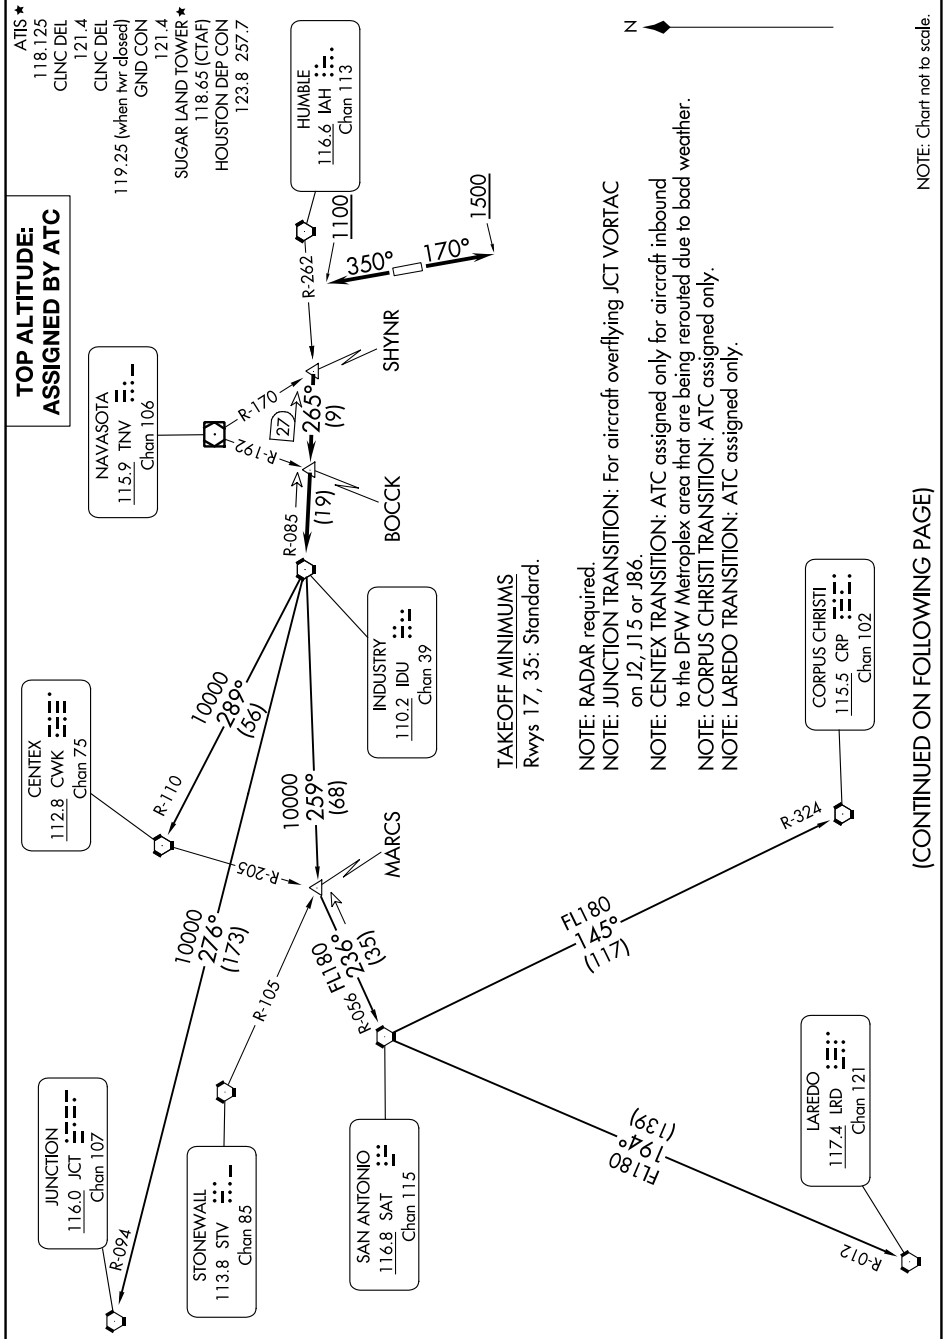 TOP ALTITUDE:
ASSIGNED BY ATC
ATIS ★
118.125
CLNC DEL
121.4
CLNC DEL
119.25 (when twr closed)
GND CON
121.4
SUGAR LAND TOWER ★
118.65 (CTAF)
HOUSTON DEP CON
123.8 257.7
JUNCTION
116.0 JCT
Chan 107
R-094
CENTEX
112.8 CWK
Chan 75
R-110
R-205
NAVASOTA
115.9 TNV
Chan 106
R-170
R-192
HUMBLE
116.6 IAH
Chan 113
R-262
1100
350°
170°
1500
SHYNR
27
265°
(9)
BOCCK
(19)
R-085
INDUSTRY
110.2 IDU
Chan 39
10000
289°
(56)
10000
276°
(173)
10000
259°
(68)
MARCS
STONEWALL
113.8 STV
Chan 85
R-105
FL180
236°
(35)
R-056
SAN ANTONIO
116.8 SAT
Chan 115
FL180
145°
(117)
R-324
CORPUS CHRISTI
115.5 CRP
Chan 102
FL180
194°
(139)
R-012
LAREDO
117.4 LRD
Chan 121
TAKEOFF MINIMUMS
Rwys 17, 35: Standard.
NOTE: RADAR required.
NOTE: JUNCTION TRANSITION: For aircraft overflying JCT VORTAC
on J2, J15 or J86.
NOTE: CENTEX TRANSITION: ATC assigned only for aircraft inbound
to the DFW Metroplex area that are being rerouted due to bad weather.
NOTE: CORPUS CHRISTI TRANSITION: ATC assigned only.
NOTE: LAREDO TRANSITION: ATC assigned only.
N
(CONTINUED ON FOLLOWING PAGE)
NOTE: Chart not to scale.